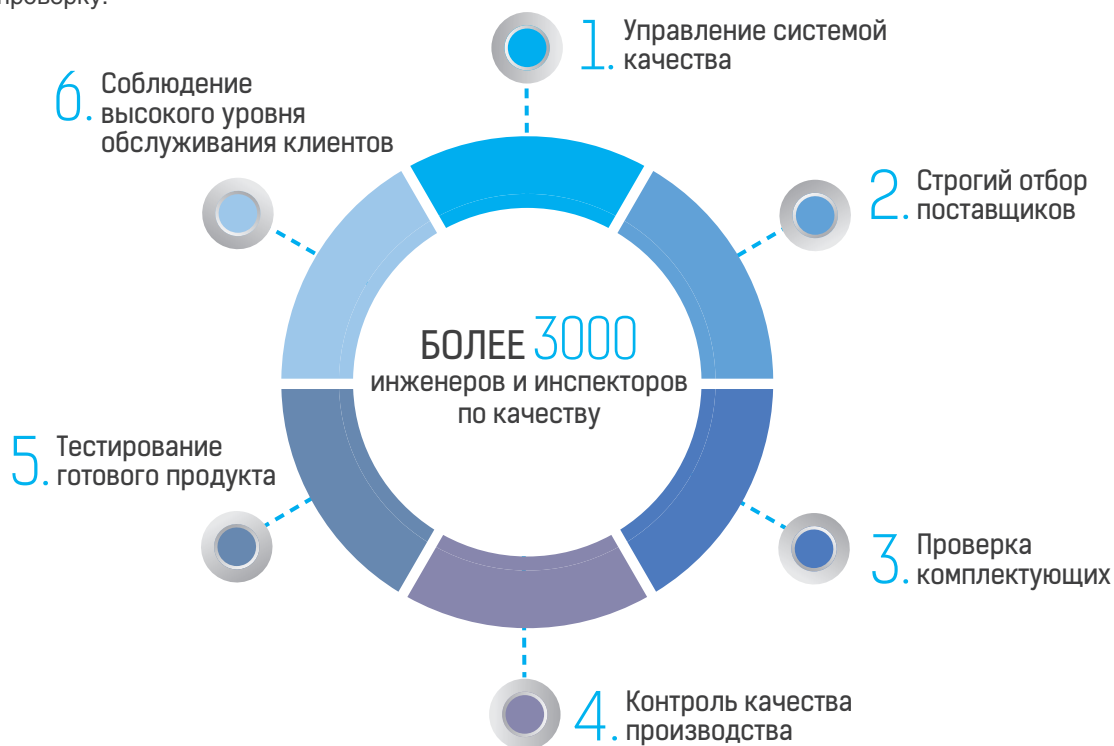 проверку.
1. Управление системой
качества
2. Строгий отбор
поставщиков
3. Проверка
комплектующих
4. Контроль качества
производства
5. Тестирование
готового продукта
6. Соблюдение
высокого уровня
обслуживания клиентов
БОЛЕЕ 3000
инженеров и инспекторов
по качеству